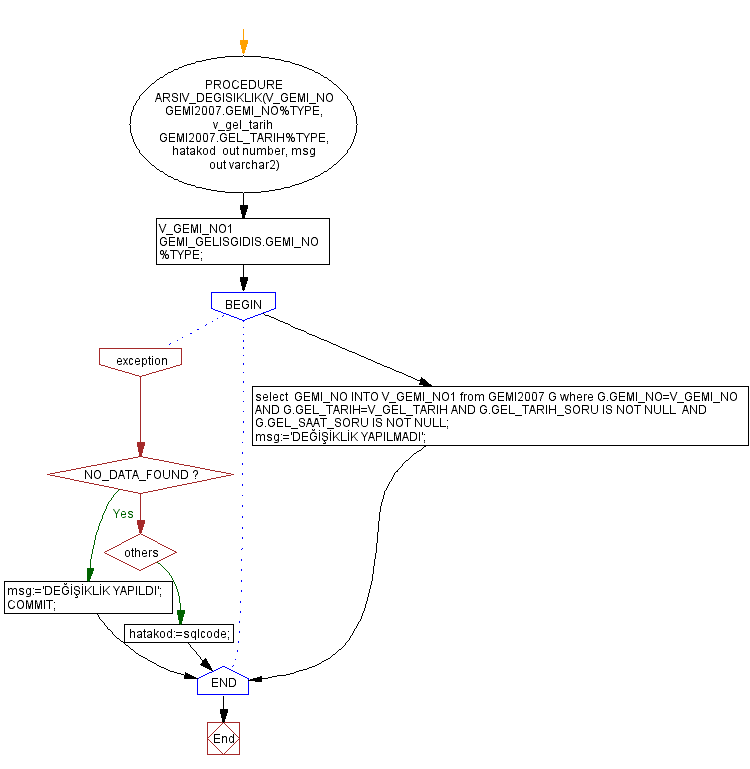 PROCEDURE
ARSIV_DEGISIKLIK(V_GEMI_NO
GEMI2007.GEMI_NO%TYPE,
v_gel_tarih
GEMI2007.GEL_TARIH%TYPE,
hatakod out number, msg
out varchar2)
V_GEMI_NO1
GEMI_GELISGIDIS.GEMI_NO
%TYPE;
BEGIN
exception
select GEMI_NO INTO V_GEMI_NO1 from GEMI2007 G where G.GEMI_NO=V_GEMI_NO
AND G.GEL_TARIH=V_GEL_TARIH AND G.GEL_TARIH_SORU IS NOT NULL AND
G.GEL_SAAT_SORU IS NOT NULL;
msg:='DEĞİŞİKLİK YAPILMADI';
NO_DATA_FOUND ?
Yes
others
msg:='DEĞİŞİKLİK YAPILDI';
COMMIT;
hatakod:=sqlcode;
END
End